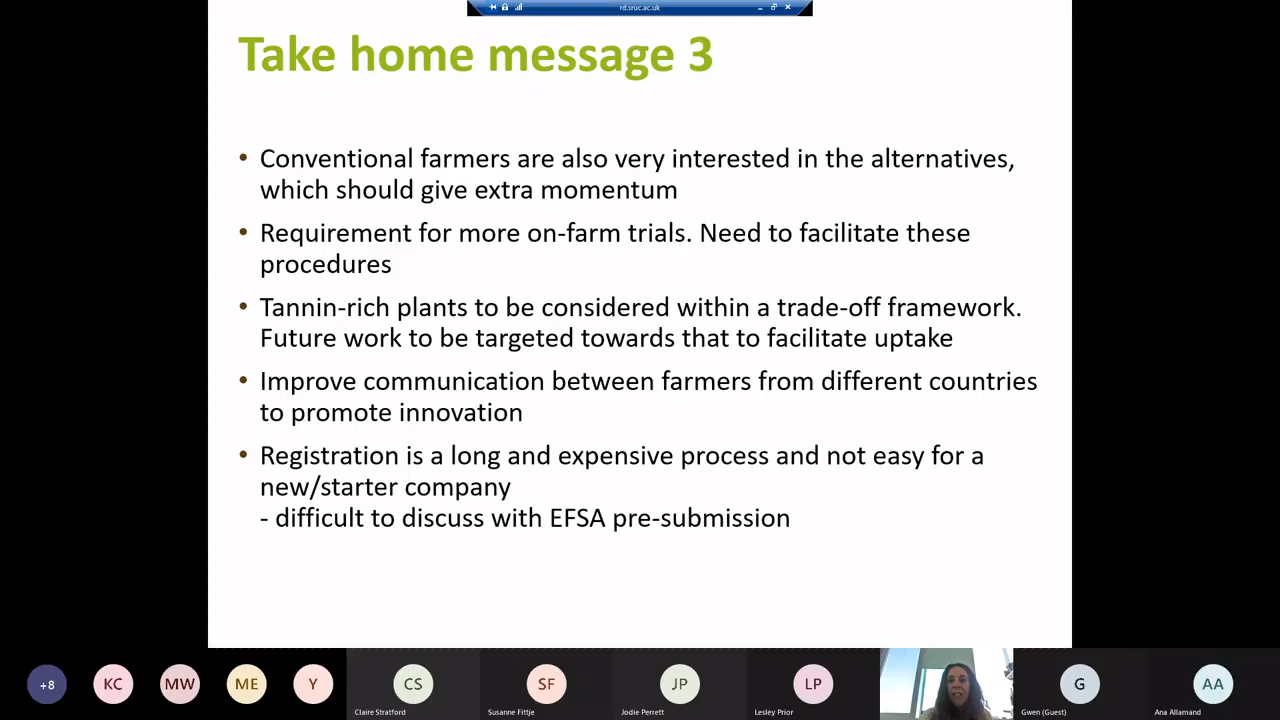 rd.sruc.ac.uk
Take home message 3
• Conventional farmers are also very interested in the alternatives,
which should give extra momentum
• Requirement for more on-farm trials. Need to facilitate these
procedures
• Tannin-rich plants to be considered within a trade-off framework.
Future work to be targeted towards that to facilitate uptake
• Improve communication between farmers from different countries
to promote innovation
• Registration is a long and expensive process and not easy for a
new/starter company
- difficult to discuss with EFSA pre-submission
+8 KC MW ME Y CS SF JP LP G AA
Claire Stratford Susanne Fittje Jodie Perrett Lesley Prior Gwen (Guest) Ana Allamand